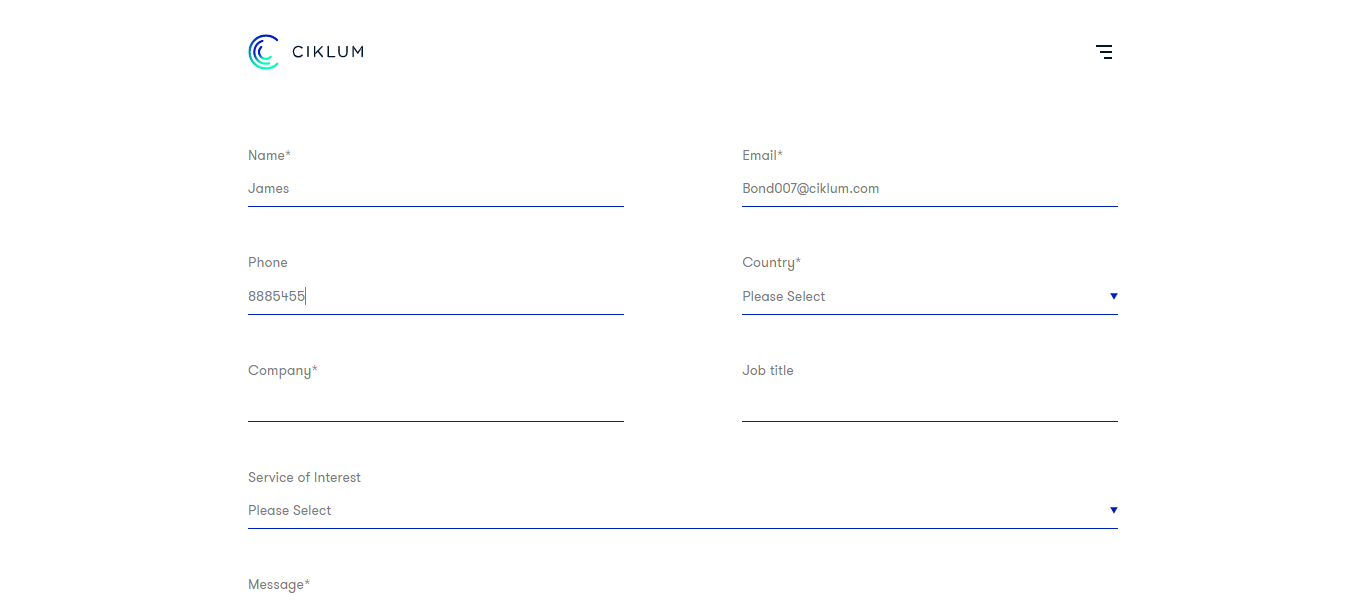 CIKLUM
Name* Email*
James Bond007@ciklum.com
Phone Country*
8885455 Please Select
Company* Job title
Service of Interest
Please Select
Message*